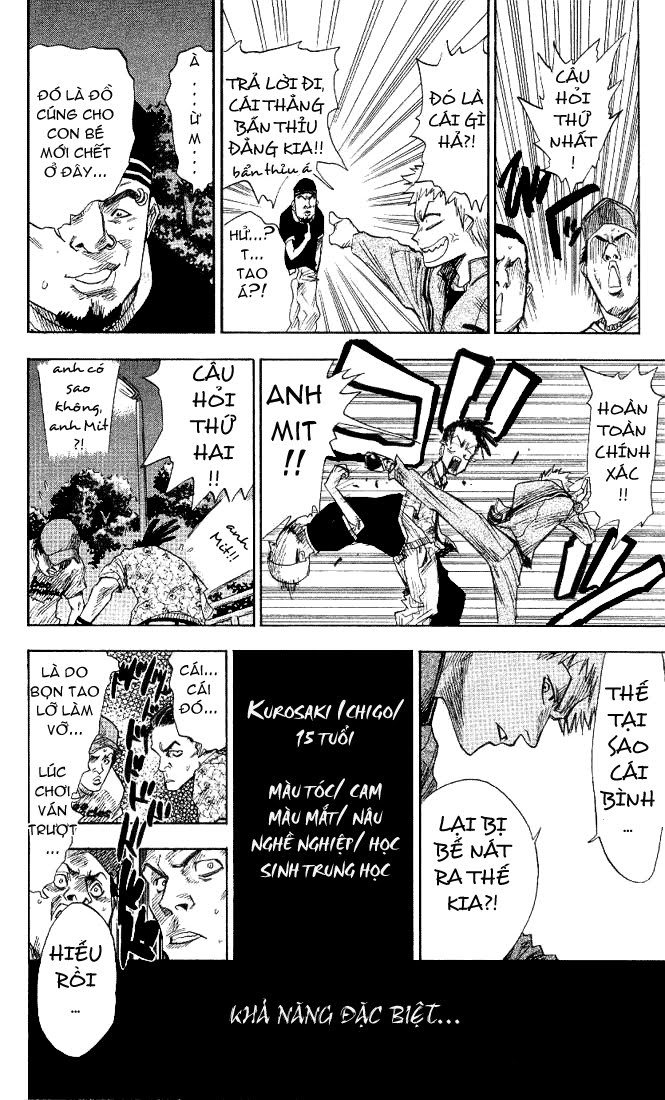 CÂU
HỎI
THỨ
NHẤT
!
ĐÓ LÀ
CÁI GÌ
HẢ?!
TRẢ LỜI ĐI,
CÁI THẰNG
BẨN THỈU
ĐẰNG KIA!!
bẩn thỉu á
HỬ...?
T...
TAO
Á?!
À
...
ỪM
...
ĐÓ LÀ ĐỒ
CÚNG CHO
CON BÉ
MỚI CHẾT
Ở ĐÂY...
HOÀN
TOÀN
CHÍNH
XÁC
!!
ANH
MIT
!!
CÂU
HỎI
THỨ
HAI
!!
anh có
sao
không,
anh Mit
?!
anh
Mit!!
THẾ
TẠI
SAO
CÁI
BÌNH
...
LẠI BỊ
BỂ NÁT
RA THẾ
KIA?!
KUROSAKI ICHIGO/
15 TUỔI
MÀU TÓC/ CAM
MÀU MẮT/ NÂU
NGHỀ NGHIỆP/ HỌC
SINH TRUNG HỌC
CÁI...
CÁI
ĐÓ...
LÀ DO
BỌN TAO
LỠ LÀM
VỠ...
LÚC
CHƠI
VÁN
TRƯỢT
...
HIỂU
RỒI
...
KHẢ NĂNG ĐẶC BIỆT...